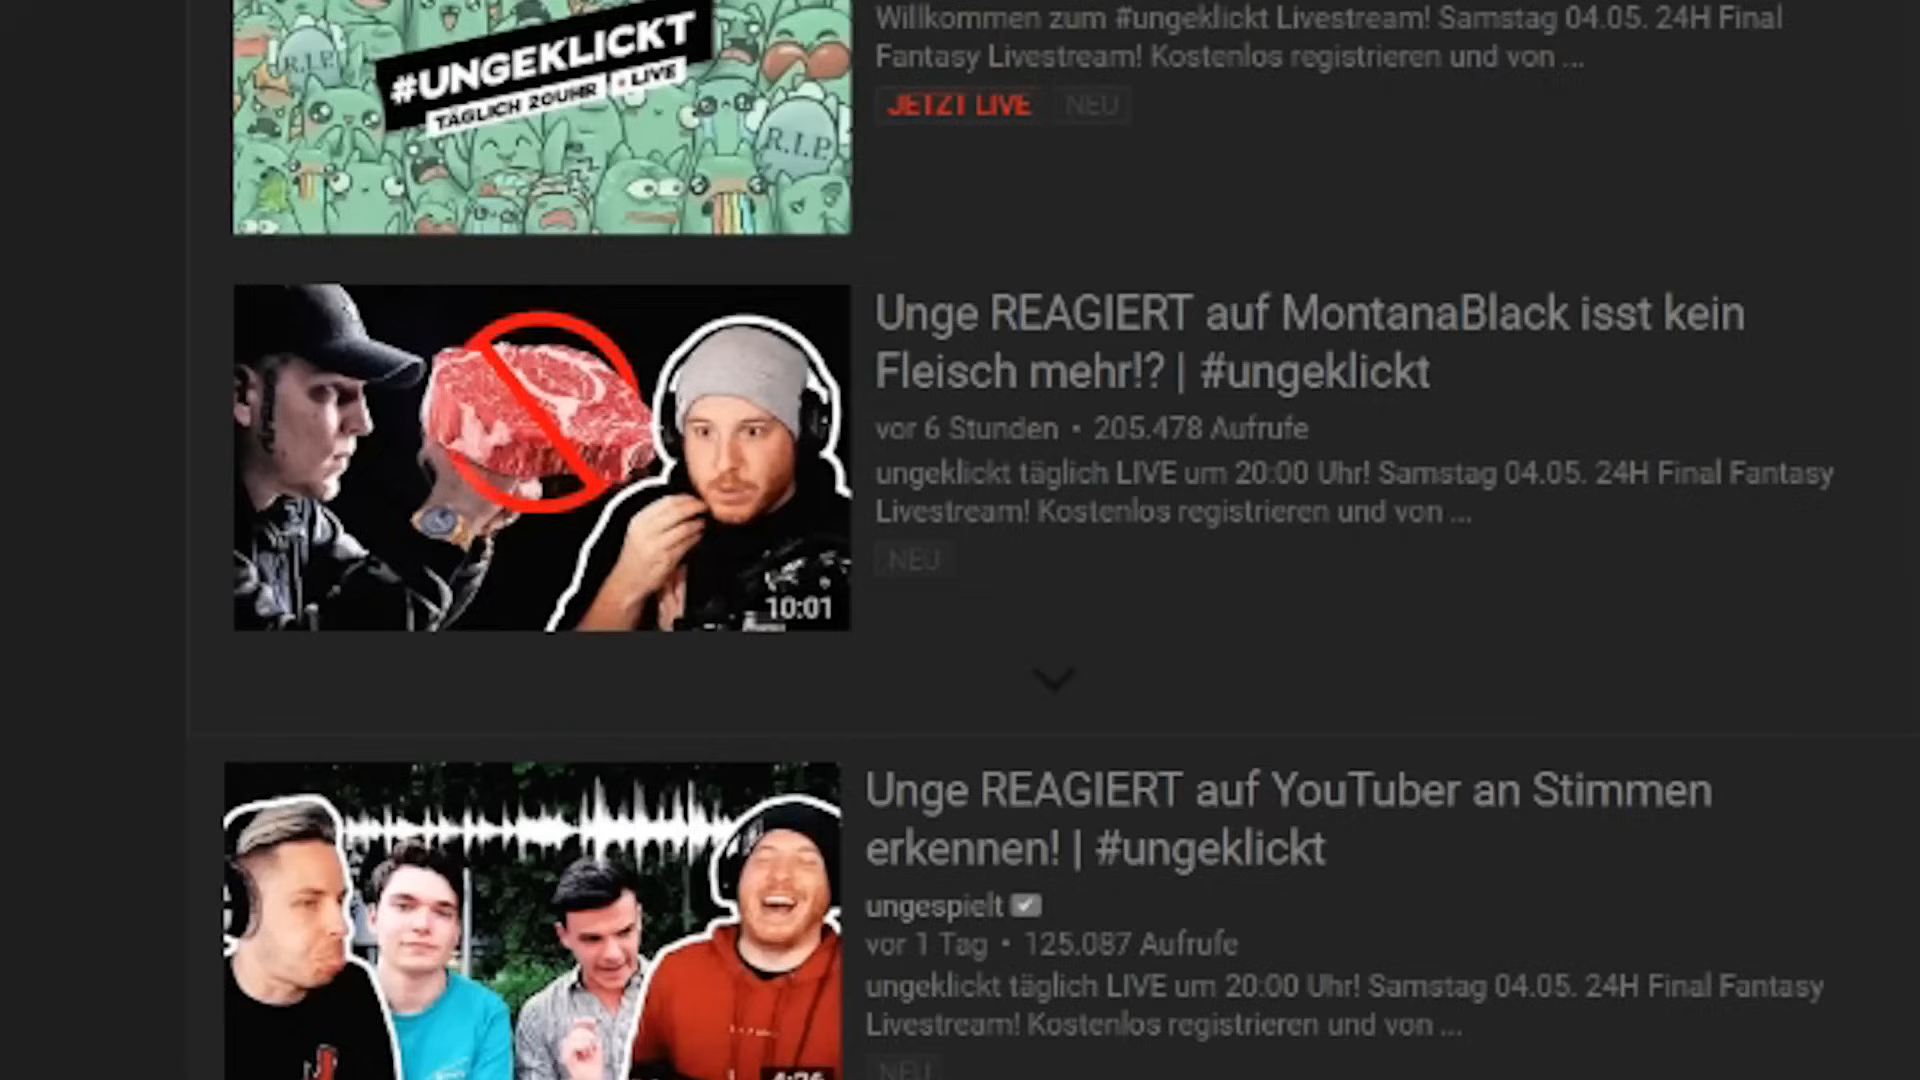 #UNGEKLICKT
TÄGLICH 20UHR • LIVE
R.I.P.
R.I.P.
Willkommen zum #ungeklickt Livestream! Samstag 04.05. 24H Final
Fantasy Livestream! Kostenlos registrieren und von ...
JETZT LIVE NEU
Unge REAGIERT auf MontanaBlack isst kein
Fleisch mehr!? | #ungeklickt
vor 6 Stunden • 205.478 Aufrufe
ungeklickt täglich LIVE um 20:00 Uhr! Samstag 04.05. 24H Final Fantasy
Livestream! Kostenlos registrieren und von ...
NEU
10:01
Unge REAGIERT auf YouTuber an Stimmen
erkennen! | #ungeklickt
ungespielt
vor 1 Tag • 125.087 Aufrufe
ungeklickt täglich LIVE um 20:00 Uhr! Samstag 04.05. 24H Final Fantasy
Livestream! Kostenlos registrieren und von ...
NEU